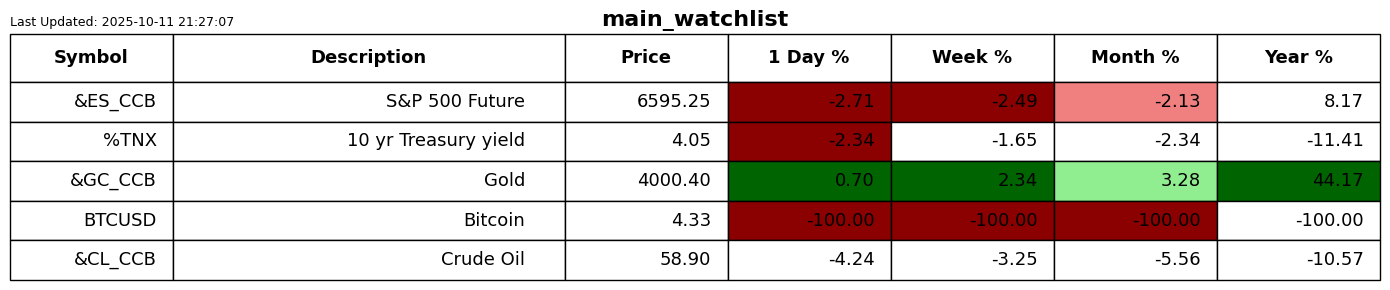 Last Updated: 2025-10-11 21:27:07
main_watchlist
Symbol Description Price 1 Day % Week % Month % Year %
&ES_CCB S&P 500 Future 6595.25 -2.71 -2.49 -2.13 8.17
%TNX 10 yr Treasury yield 4.05 -2.34 -1.65 -2.34 -11.41
&GC_CCB Gold 4000.40 0.70 2.34 3.28 44.17
BTCUSD Bitcoin 4.33 -100.00 -100.00 -100.00 -100.00
&CL_CCB Crude Oil 58.90 -4.24 -3.25 -5.56 -10.57